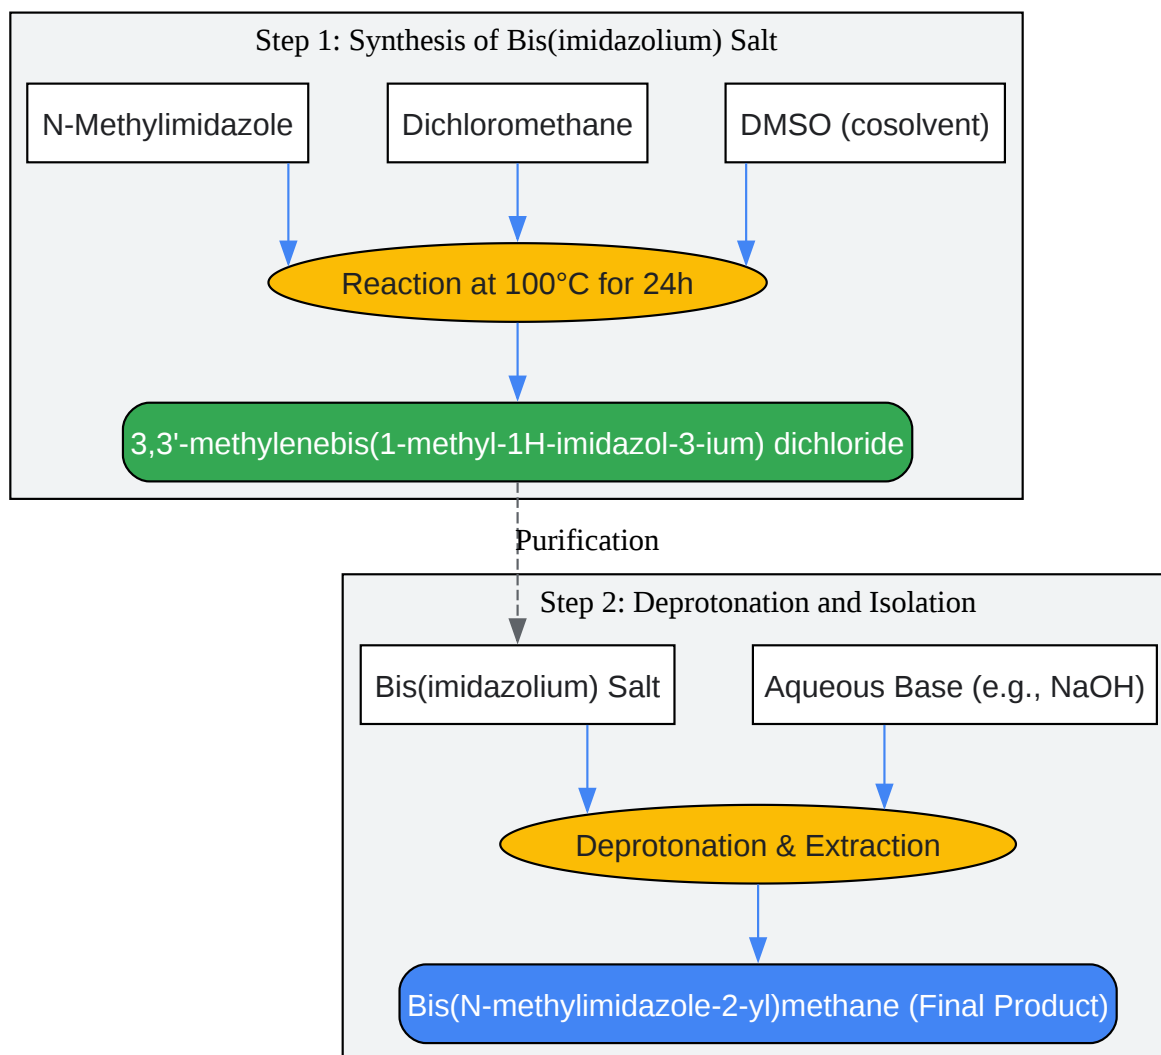 Step 1: Synthesis of Bis(imidazolium) Salt
N-Methylimidazole
Dichloromethane
DMSO (cosolvent)
Reaction at 100°C for 24h
3,3'-methylenebis(1-methyl-1H-imidazol-3-ium) dichloride
Purification
Step 2: Deprotonation and Isolation
Bis(imidazolium) Salt
Aqueous Base (e.g., NaOH)
Deprotonation & Extraction
Bis(N-methylimidazole-2-yl)methane (Final Product)